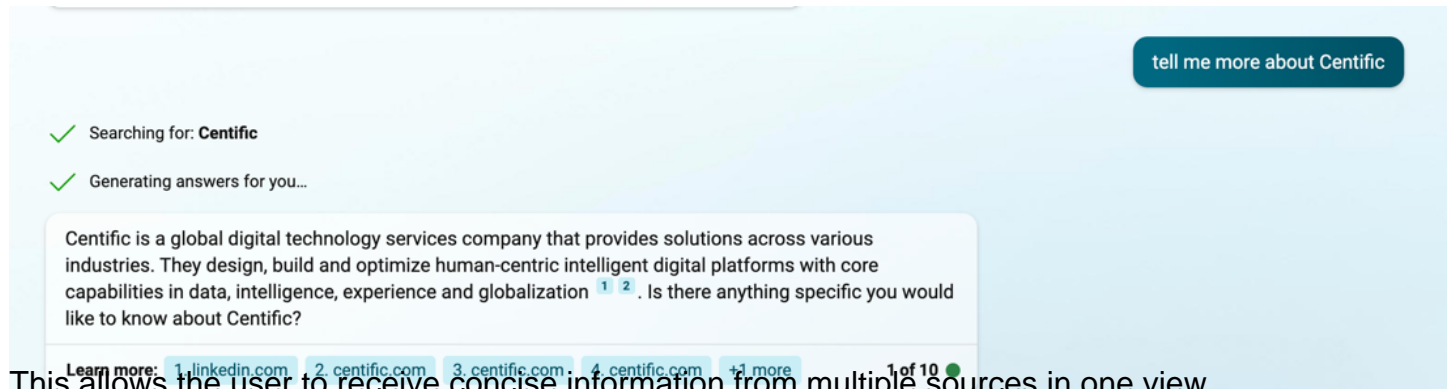 tell me more about Centific
Searching for: Centific
Generating answers for you...
Centific is a global digital technology services company that provides solutions across various
industries. They design, build and optimize human-centric intelligent digital platforms with core
capabilities in data, intelligence, experience and globalization 1 2 . Is there anything specific you would
like to know about Centific?
Learn more: 1. linkedin.com 2. centific.com 3. centific.com 4. centific.com +1 more 1 of 10
This allows the user to receive concise information from multiple sources in one view